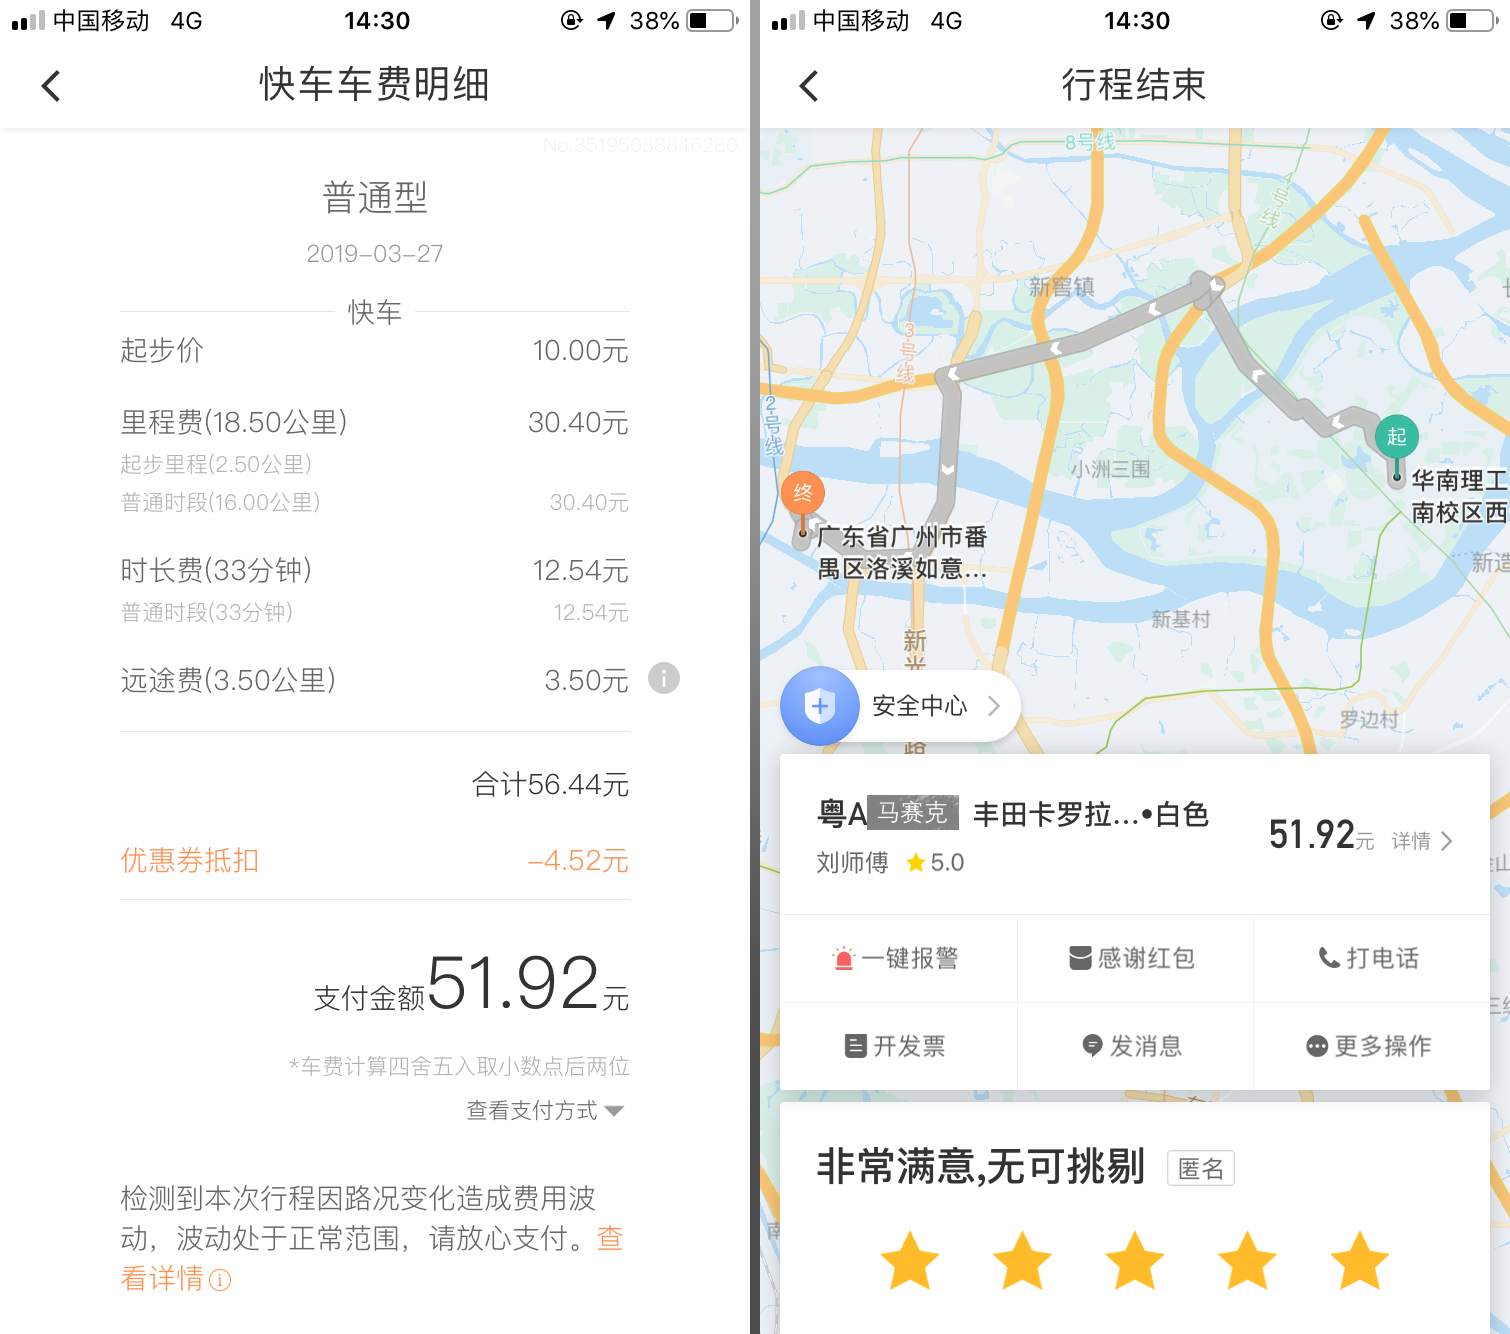 中国移动 4G 14:30 38%
快车车费明细
No.35195088846280
普通型
2019-03-27
快车
起步价 10.00元
里程费(18.50公里) 30.40元
起步里程(2.50公里)
普通时段(16.00公里) 30.40元
时长费(33分钟) 12.54元
普通时段(33分钟) 12.54元
远途费(3.50公里) 3.50元
合计56.44元
优惠券抵扣 -4.52元
支付金额51.92元
*车费计算四舍五入取小数点后两位
查看支付方式
检测到本次行程因路况变化造成费用波
动，波动处于正常范围，请放心支付。查
看详情
中国移动 4G 14:30 38%
行程结束
8号线
4号线
新窖镇
3号线
2号线
起
小洲三围
华南理工
南校区西
终
广东省广州市番
禺区洛溪如意...
新造
新基村
新光
路
罗边村
安全中心
粤A马赛克 丰田卡罗拉...•白色
刘师傅 5.0
51.92元 详情
一键报警 感谢红包 打电话
开发票 发消息 更多操作
非常满意,无可挑剔 匿名